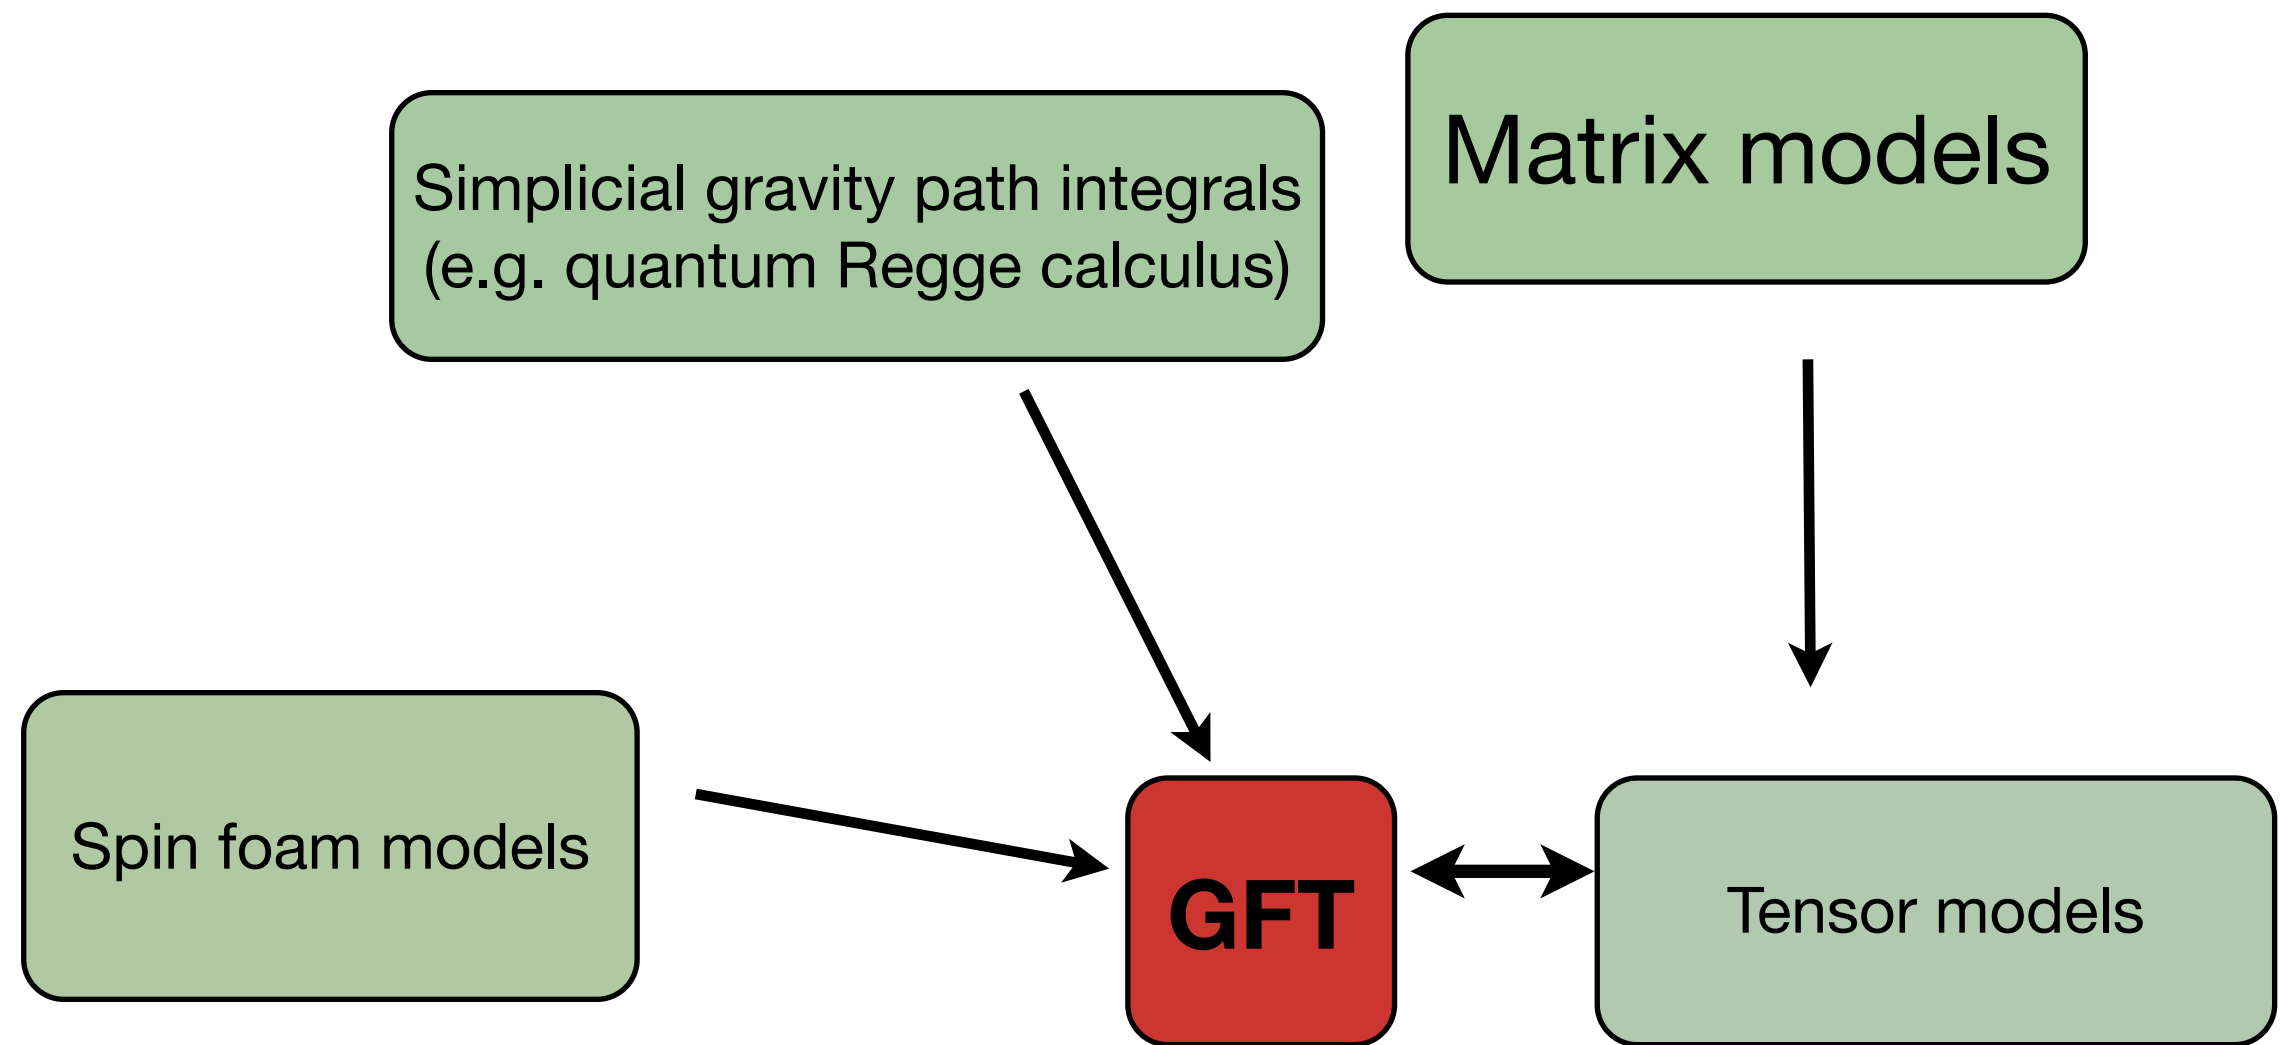 Matrix models
Simplicial gravity path integrals
(e.g. quantum Regge calculus)
Spin foam models
GFT
Tensor models